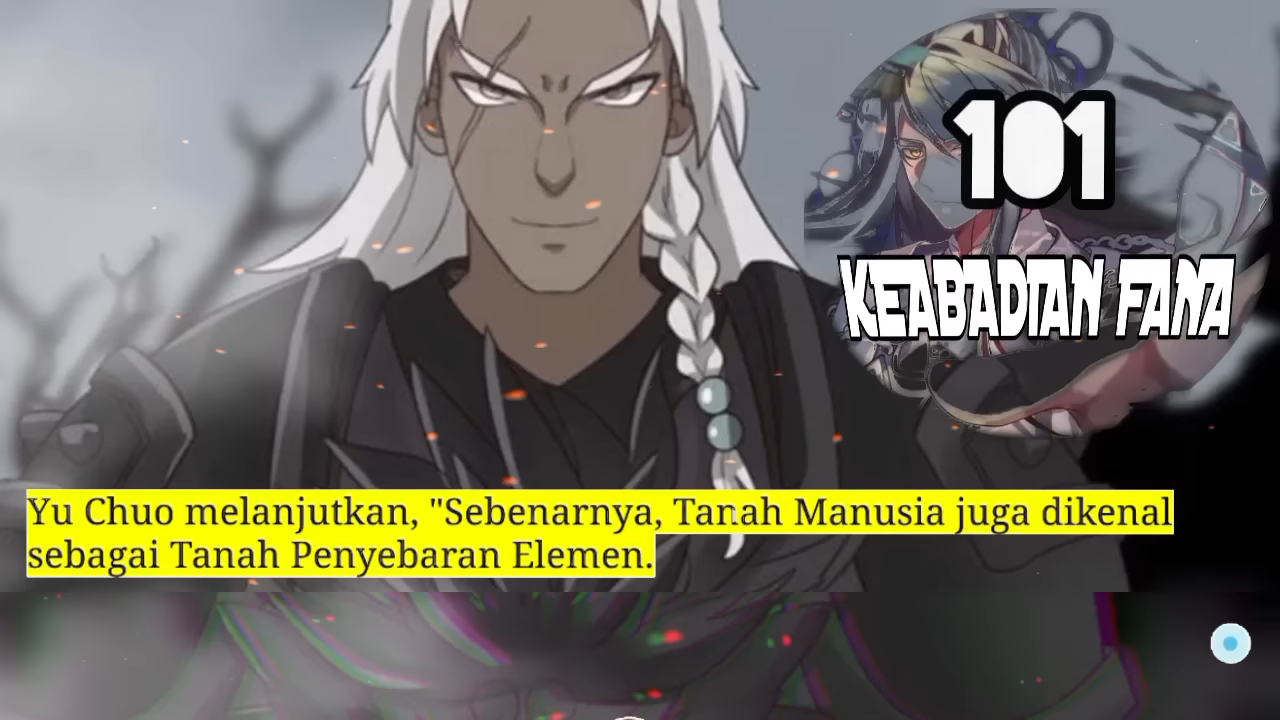 101
KEABADIAN FANA
Yu Chuo melanjutkan, "Sebenarnya, Tanah Manusia juga dikenal
sebagai Tanah Penyebaran Elemen.